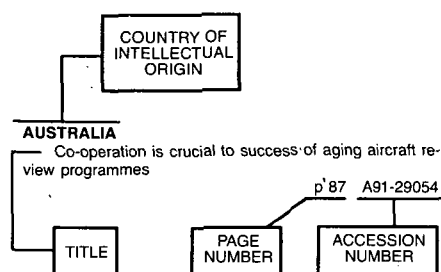 COUNTRY OF
INTELLECTUAL
ORIGIN
AUSTRALIA
Co-operation is crucial to success of aging aircraft re-
view programmes
p 87 A91-29054
TITLE
PAGE
NUMBER
ACCESSION
NUMBER